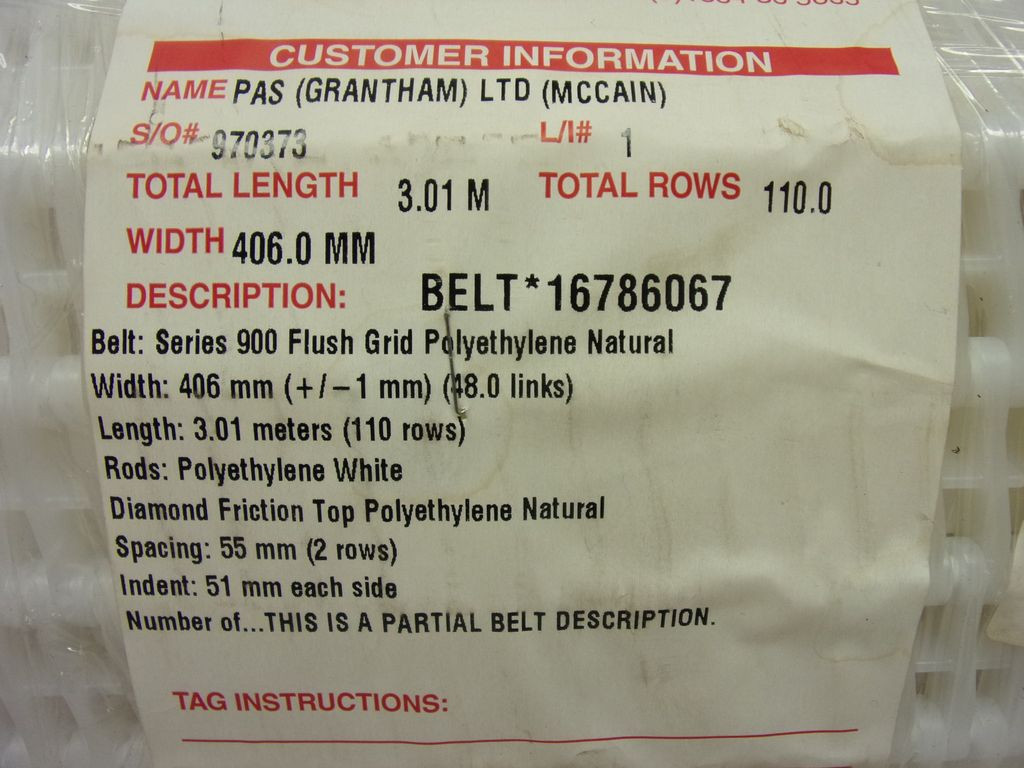 CUSTOMER INFORMATION
NAME PAS (GRANTHAM) LTD (MCCAIN)
S/O# 970373 L/I# 1
TOTAL LENGTH 3.01 M TOTAL ROWS 110.0
WIDTH 406.0 MM
DESCRIPTION: BELT*16786067
Belt: Series 900 Flush Grid Polyethylene Natural
Width: 406 mm (+/-1 mm) (48.0 links)
Length: 3.01 meters (110 rows)
Rods: Polyethylene White
Diamond Friction Top Polyethylene Natural
Spacing: 55 mm (2 rows)
Indent: 51 mm each side
Number of...THIS IS A PARTIAL BELT DESCRIPTION.
TAG INSTRUCTIONS: